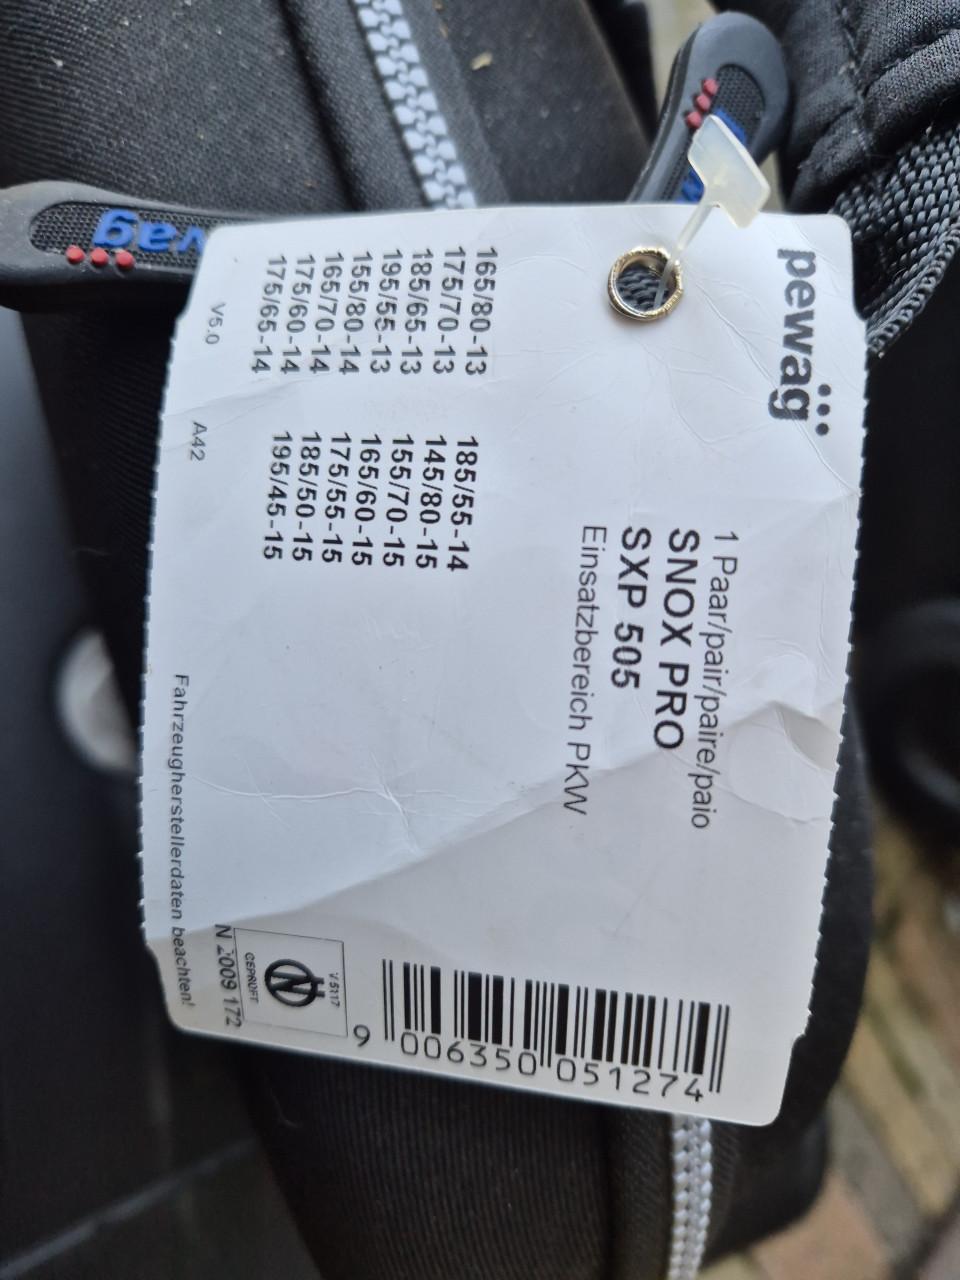 pewag
1 Paar/pair/paire/paio
SNOX PRO
SXP 505
Einsatzbereich PKW
165/80-13
175/70-13
185/65-13
195/55-13
155/80-14
165/70-14
175/60-14
175/65-14
185/55-14
145/80-15
155/70-15
165/60-15
175/55-15
185/50-15
195/45-15
V5.0
A42
Fahrzeugherstellerdaten beachten!
V 5117
GEPRÜFT
N 2009 172
9 006350 051274
pewag